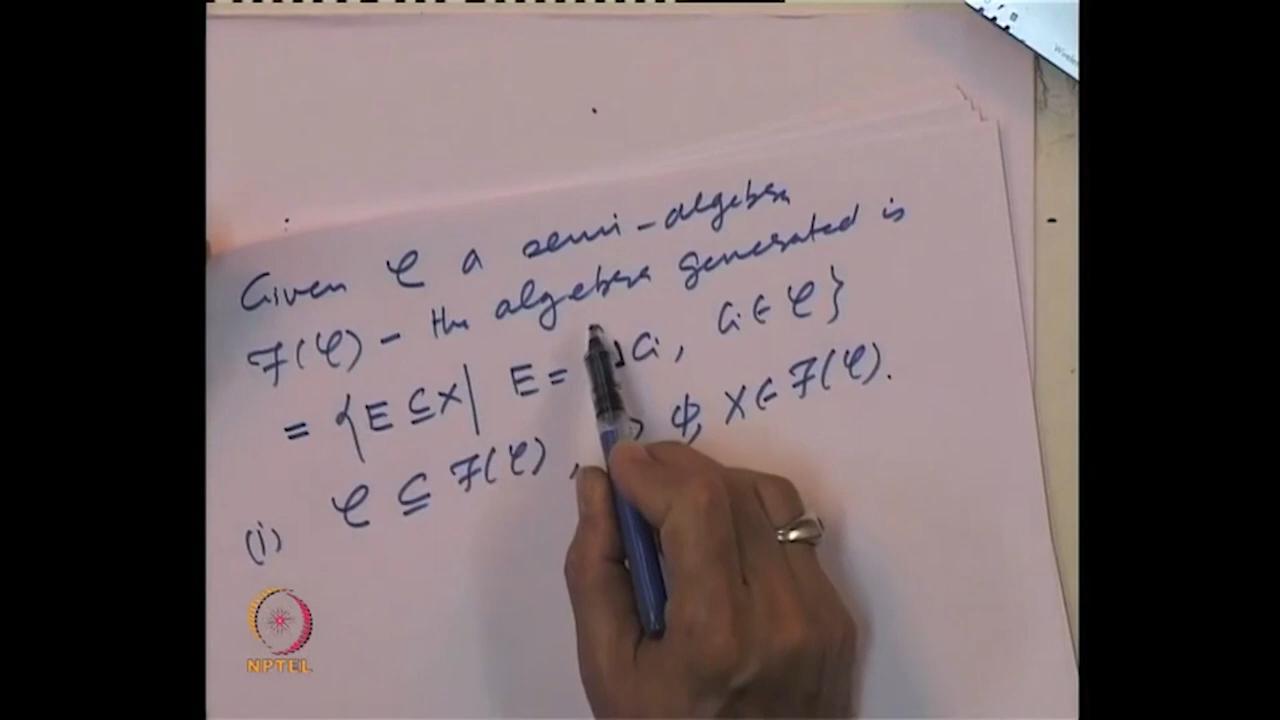 Given 𝒞 a semi-algebra
F(𝒞) - the algebra generated is
= {E ⊆ X | E = Ci, Ci ∈ 𝒞}
(i) 𝒞 ⊆ F(𝒞), φ, X ∈ F(𝒞).
NPTEL